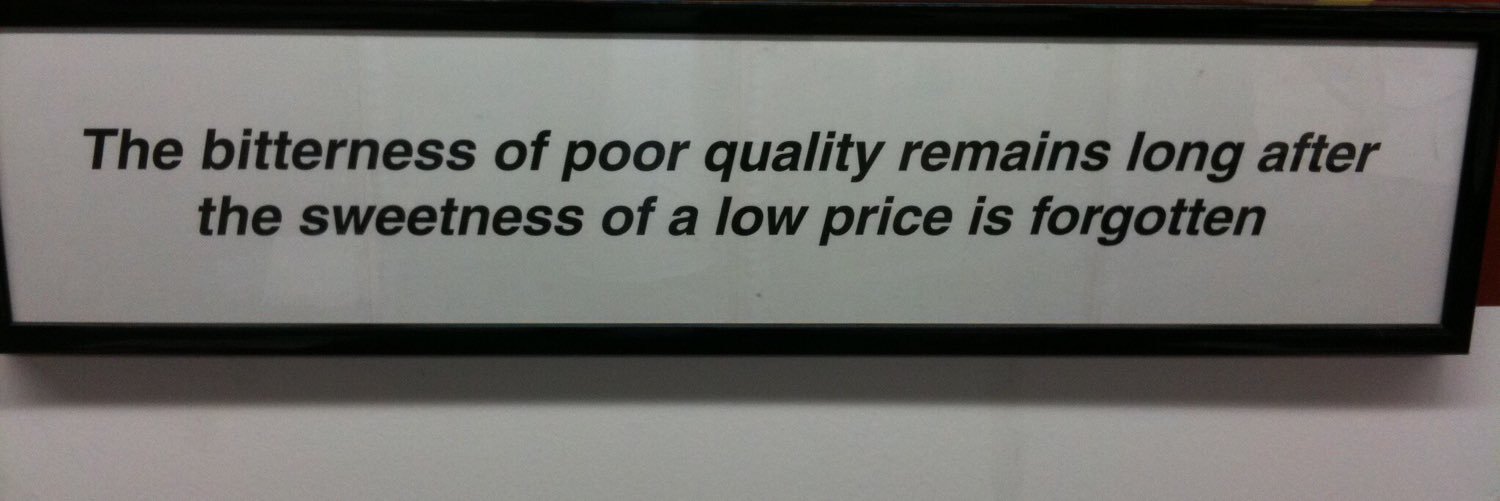 The bitterness of poor quality remains long after
the sweetness of a low price is forgotten